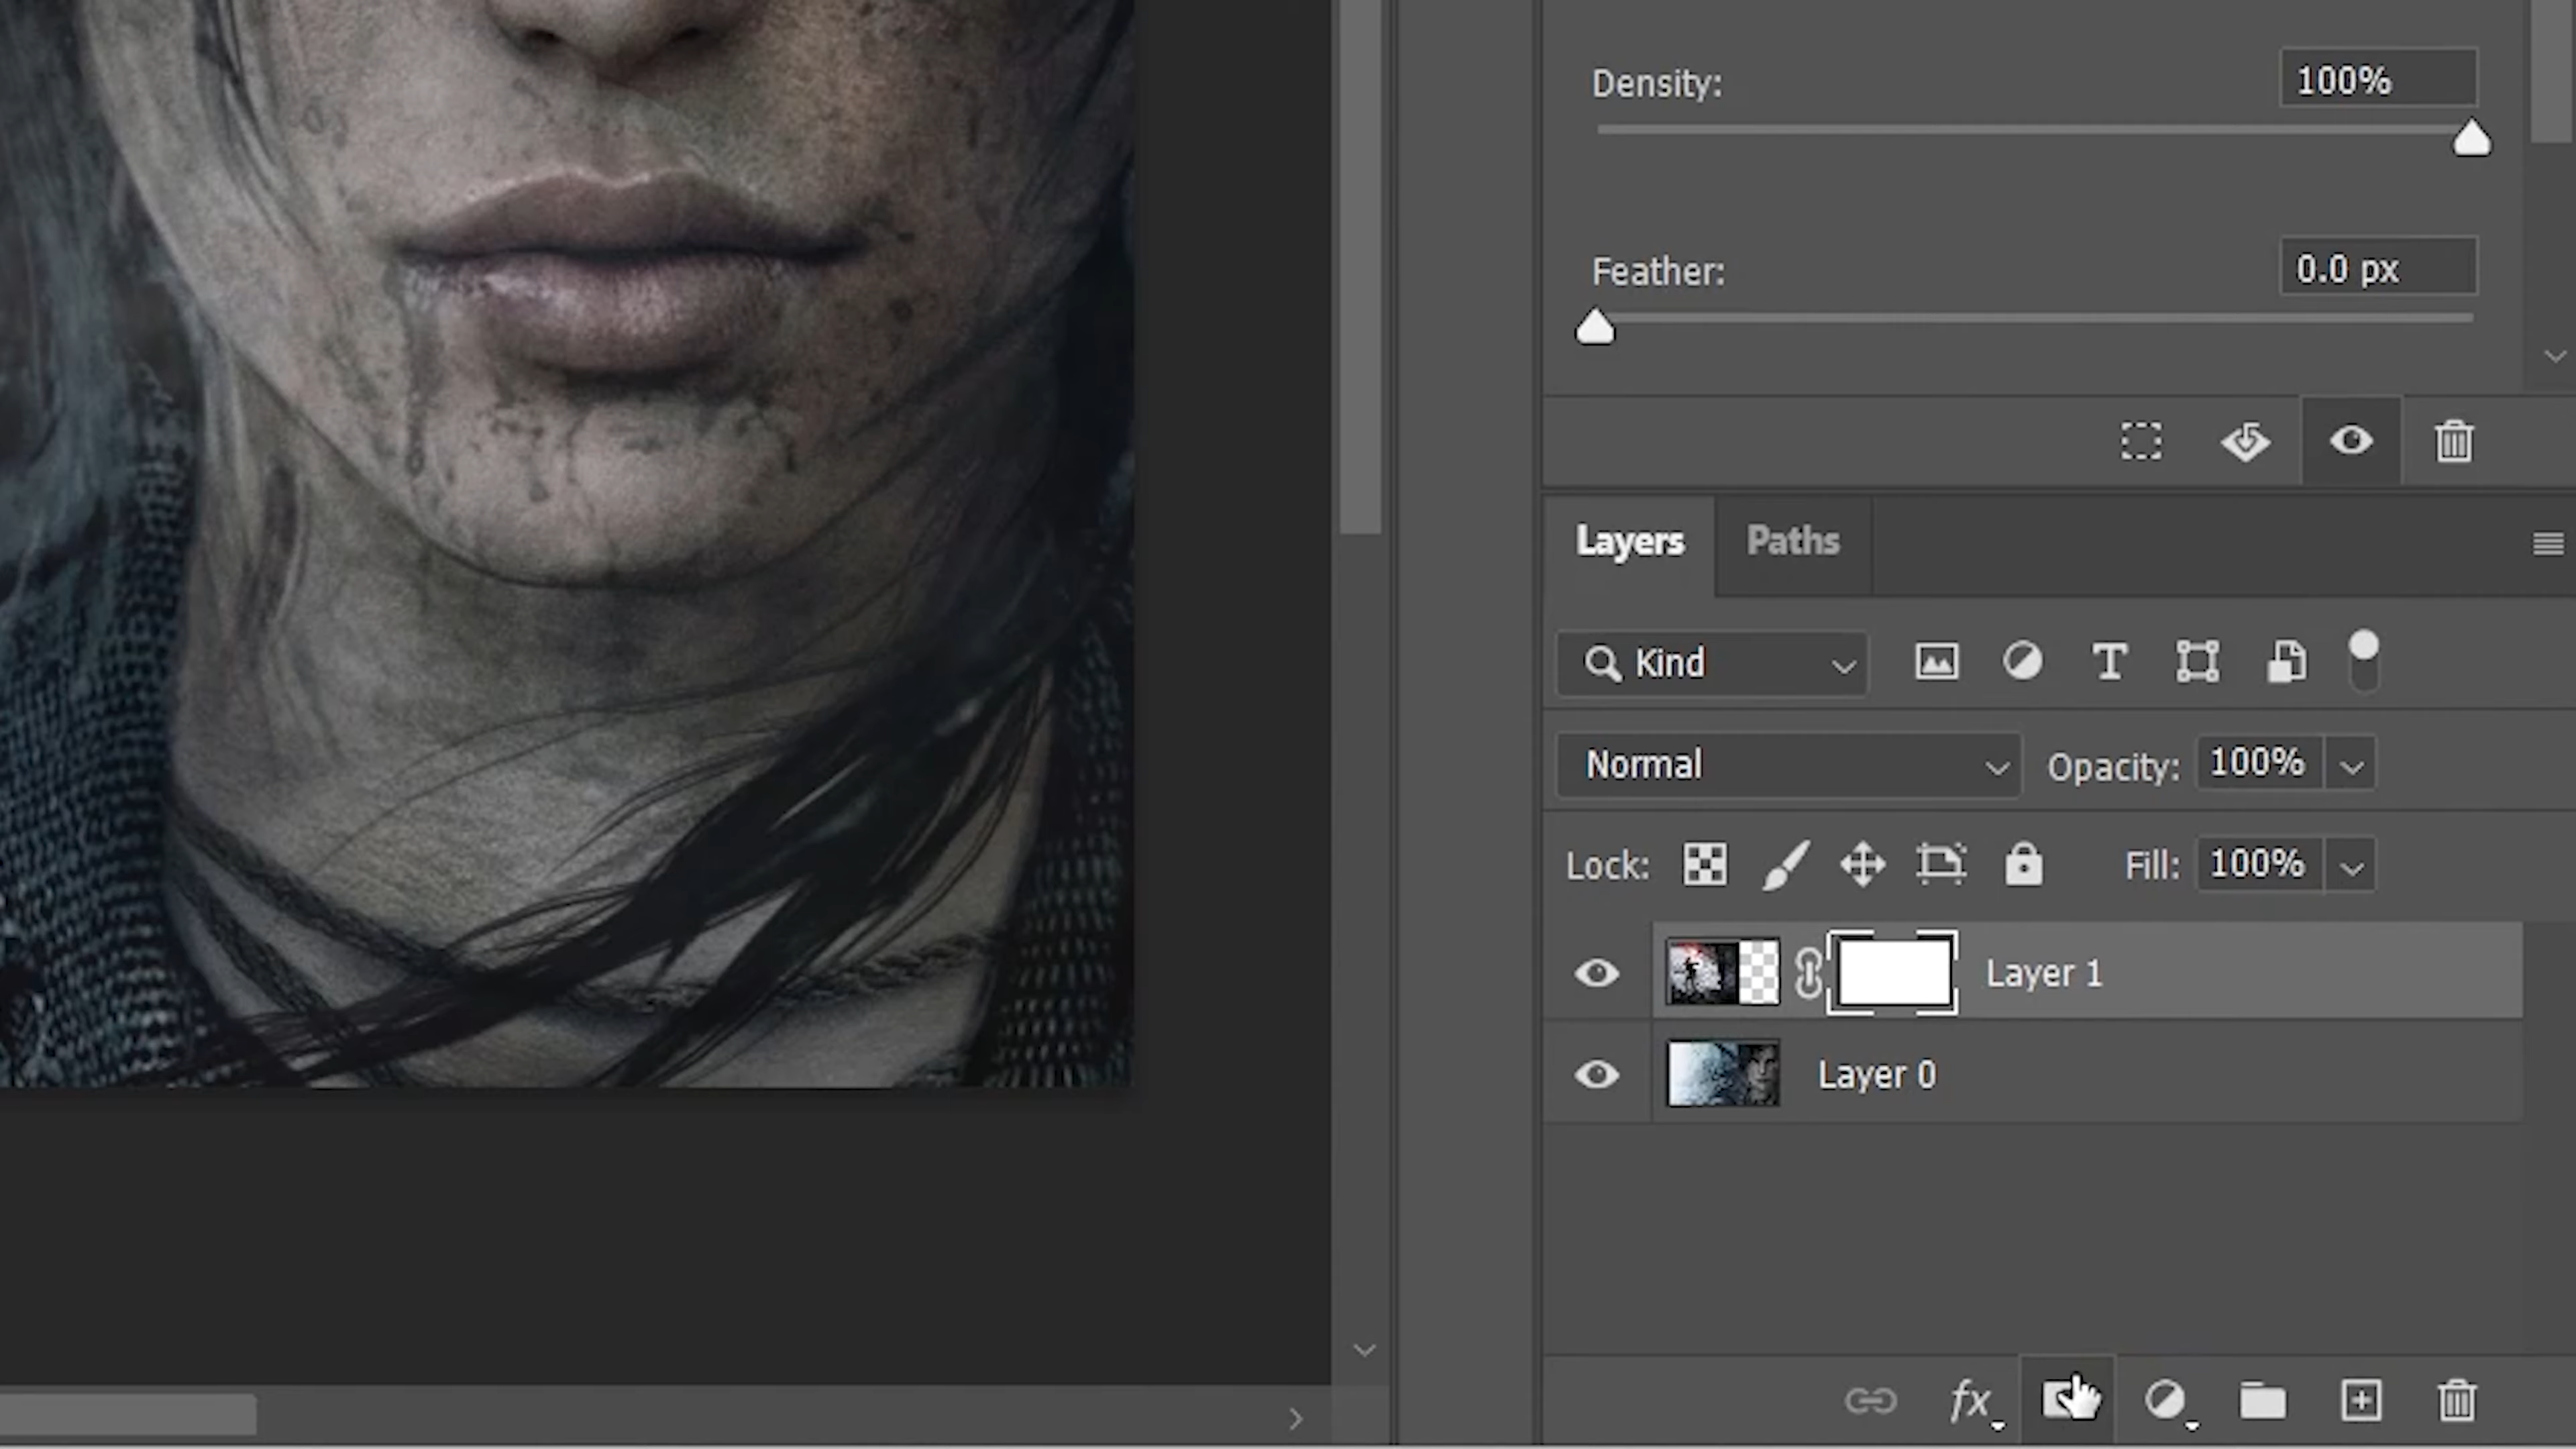 Density: 100%
Feather: 0.0 px
Layers Paths
Kind
Normal Opacity: 100%
Lock: Fill: 100%
Layer 1
Layer 0
fx